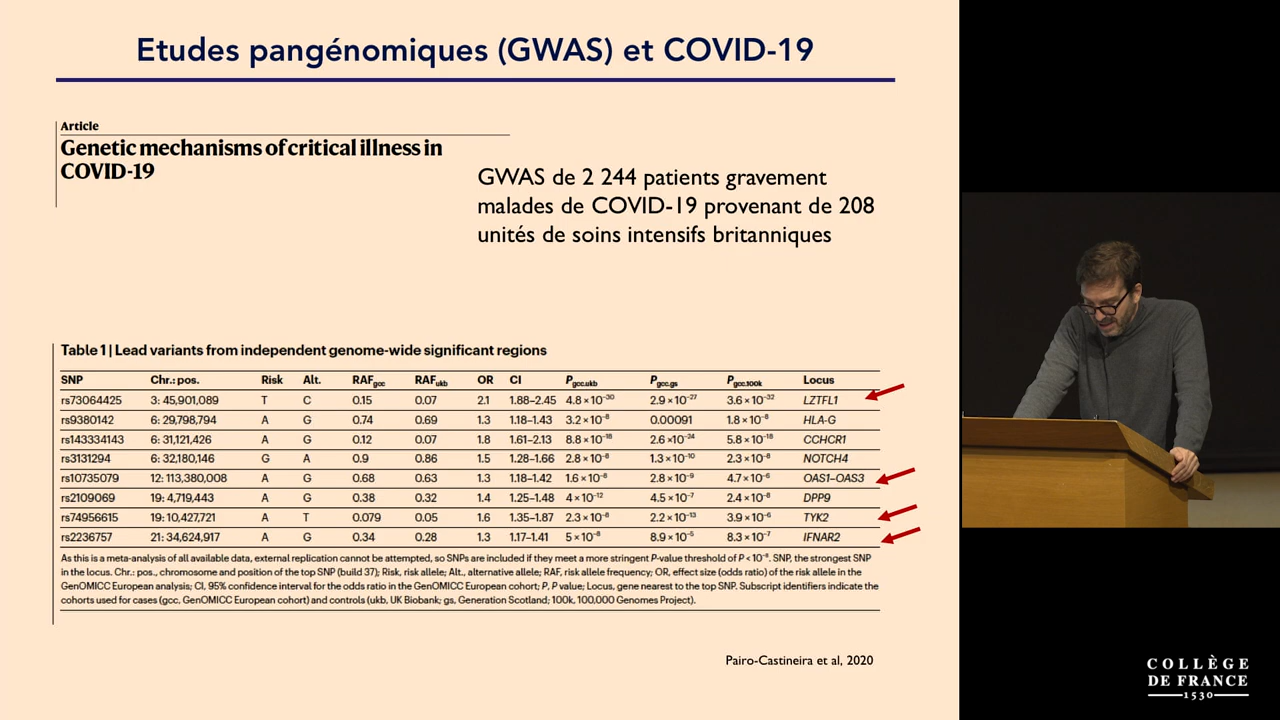 Etudes pangénomiques (GWAS) et COVID-19
Article
Genetic mechanisms of critical illness in
COVID-19
GWAS de 2 244 patients gravement
malades de COVID-19 provenant de 208
unités de soins intensifs britanniques
Table 1 | Lead variants from independent genome-wide significant regions
SNP Chr.: pos. Risk Alt. RAFgcc RAFukb OR CI Pgcc.ukb Pgcc.gs Pgcc.100k Locus
rs73064425 3: 45,901,089 T C 0.15 0.07 2.1 1.88–2.45 4.8 × 10⁻³⁰ 2.9 × 10⁻²⁷ 3.6 × 10⁻³² LZTFL1
rs9380142 6: 29,798,794 A G 0.74 0.69 1.3 1.18–1.43 3.2 × 10⁻⁸ 0.00091 1.8 × 10⁻⁸ HLA-G
rs143334143 6: 31,121,426 A G 0.12 0.07 1.8 1.61–2.13 8.8 × 10⁻¹⁸ 2.6 ×10⁻²⁴ 5.8 × 10⁻¹⁸ CCHCR1
rs3131294 6: 32,180,146 G A 0.9 0.86 1.5 1.28–1.66 2.8 × 10⁻⁸ 1.3 × 10⁻¹⁰ 2.3 × 10⁻⁸ NOTCH4
rs10735079 12: 113,380,008 A G 0.68 0.63 1.3 1.18–1.42 1.6 × 10⁻⁸ 2.8 × 10⁻⁹ 4.7 × 10⁻⁶ OAS1–OAS3
rs2109069 19: 4,719,443 A G 0.38 0.32 1.4 1.25–1.48 4 × 10⁻¹² 4.5 × 10⁻⁷ 2.4 × 10⁻⁸ DPP9
rs74956615 19: 10,427,721 A T 0.079 0.05 1.6 1.35–1.87 2.3 × 10⁻⁸ 2.2 × 10⁻¹³ 3.9 × 10⁻⁶ TYK2
rs2236757 21: 34,624,917 A G 0.34 0.28 1.3 1.17–1.41 5 × 10⁻⁸ 8.9 × 10⁻⁵ 8.3 × 10⁻⁷ IFNAR2
As this is a meta-analysis of all available data, external replication cannot be attempted, so SNPs are included if they meet a more stringent P-value threshold of P < 10⁻⁸. SNP, the strongest SNP
in the locus. Chr.: pos., chromosome and position of the top SNP (build 37); Risk, risk allele; Alt., alternative allele; RAF, risk allele frequency; OR, effect size (odds ratio) of the risk allele in the
GenOMICC European analysis; CI, 95% confidence interval for the odds ratio in the GenOMICC European cohort; P, P value; Locus, gene nearest to the top SNP. Subscript identifiers indicate the
cohorts used for cases (gcc, GenOMICC European cohort) and controls (ukb, UK Biobank; gs, Generation Scotland; 100k, 100,000 Genomes Project).
Pairo-Castineira et al, 2020
COLLÈGE
DE FRANCE
1530